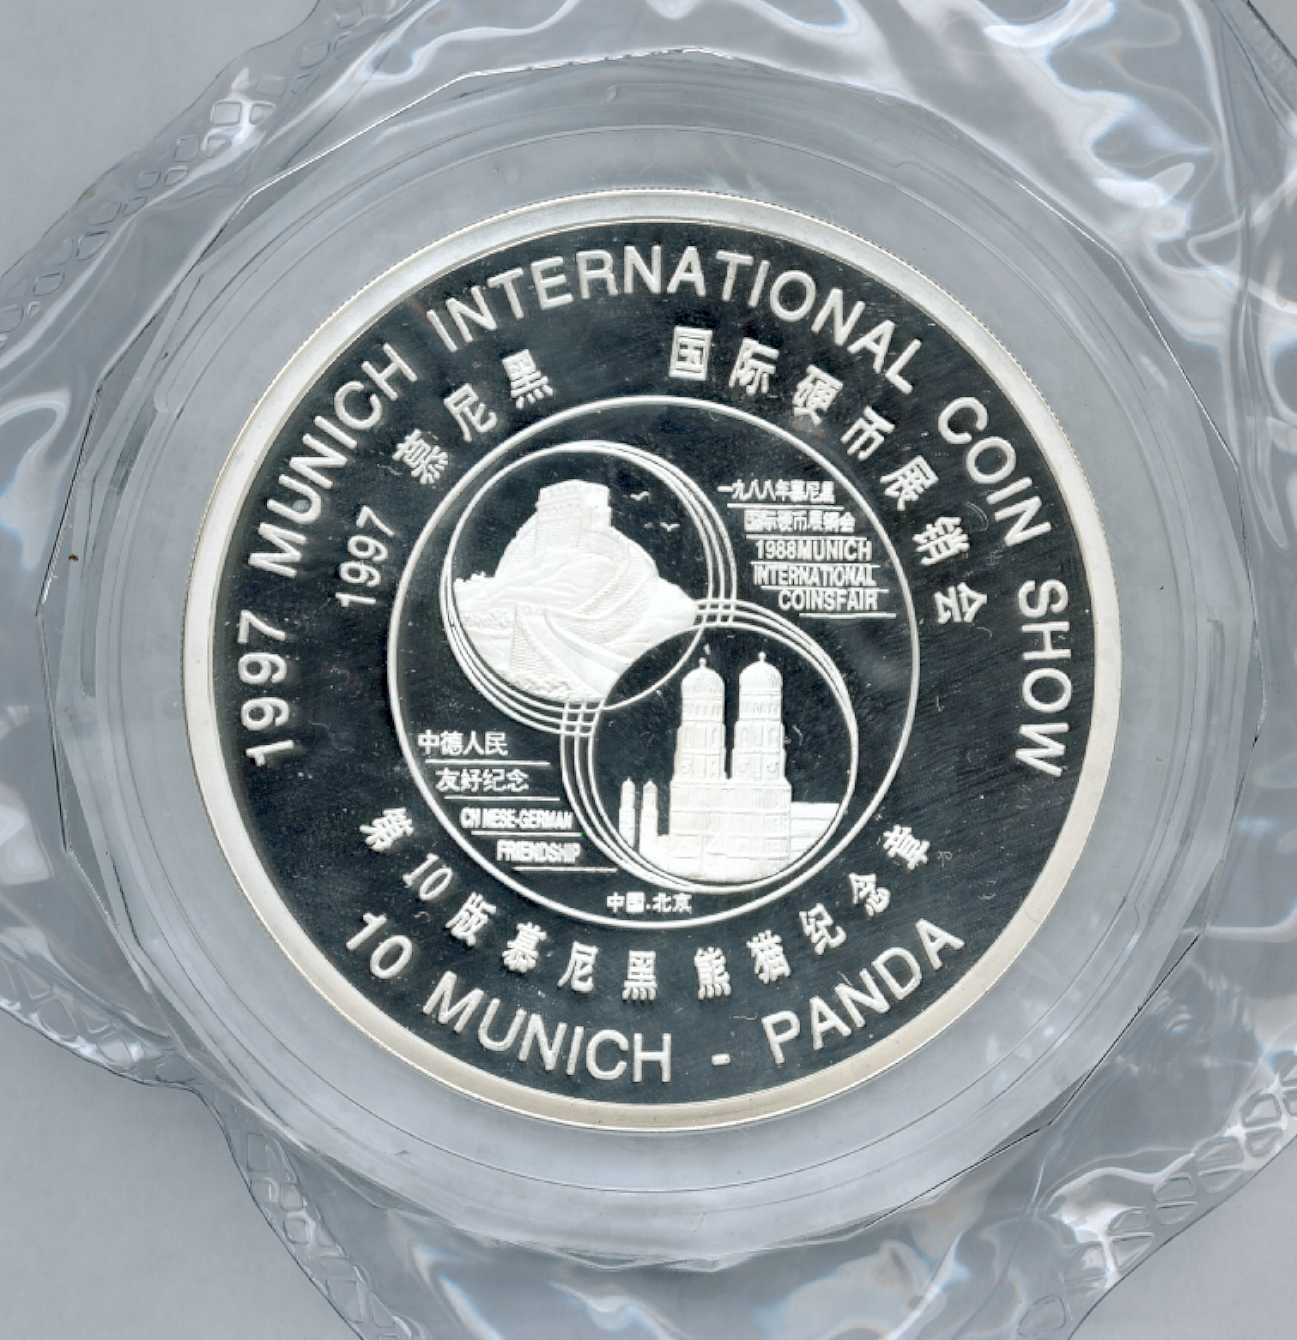 1997 MUNICH INTERNATIONAL COIN SHOW
1997 慕尼黑 国际硬币展销会
一九八八年慕尼黑
国际硬币展销会
1988MUNICH
INTERNATIONAL
COINSFAIR
中德人民
友好纪念
CHINESE-GERMAN
FRIENDSHIP
中国.北京
第10版慕尼黑熊猫纪念章
10 MUNICH - PANDA